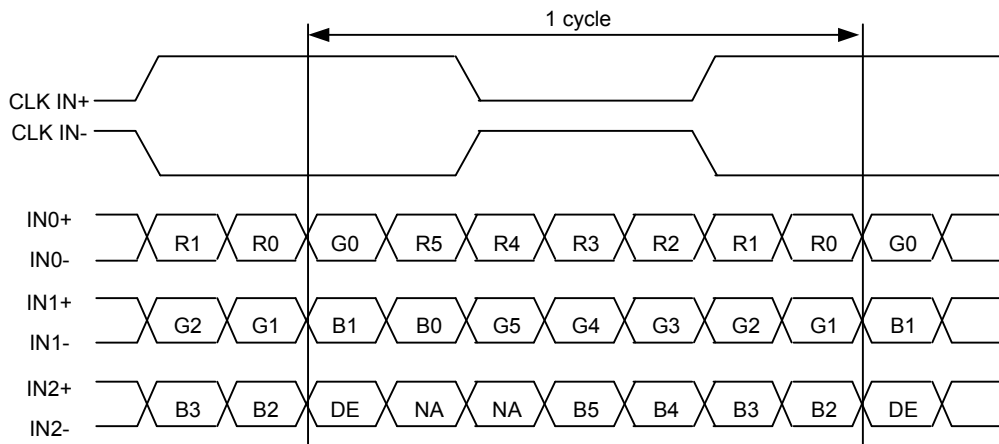 1 cycle
CLK IN+
CLK IN-
IN0+
R1 R0 G0 R5 R4 R3 R2 R1 R0 G0
IN0-
IN1+
G2 G1 B1 B0 G5 G4 G3 G2 G1 B1
IN1-
IN2+
B3 B2 DE NA NA B5 B4 B3 B2 DE
IN2-